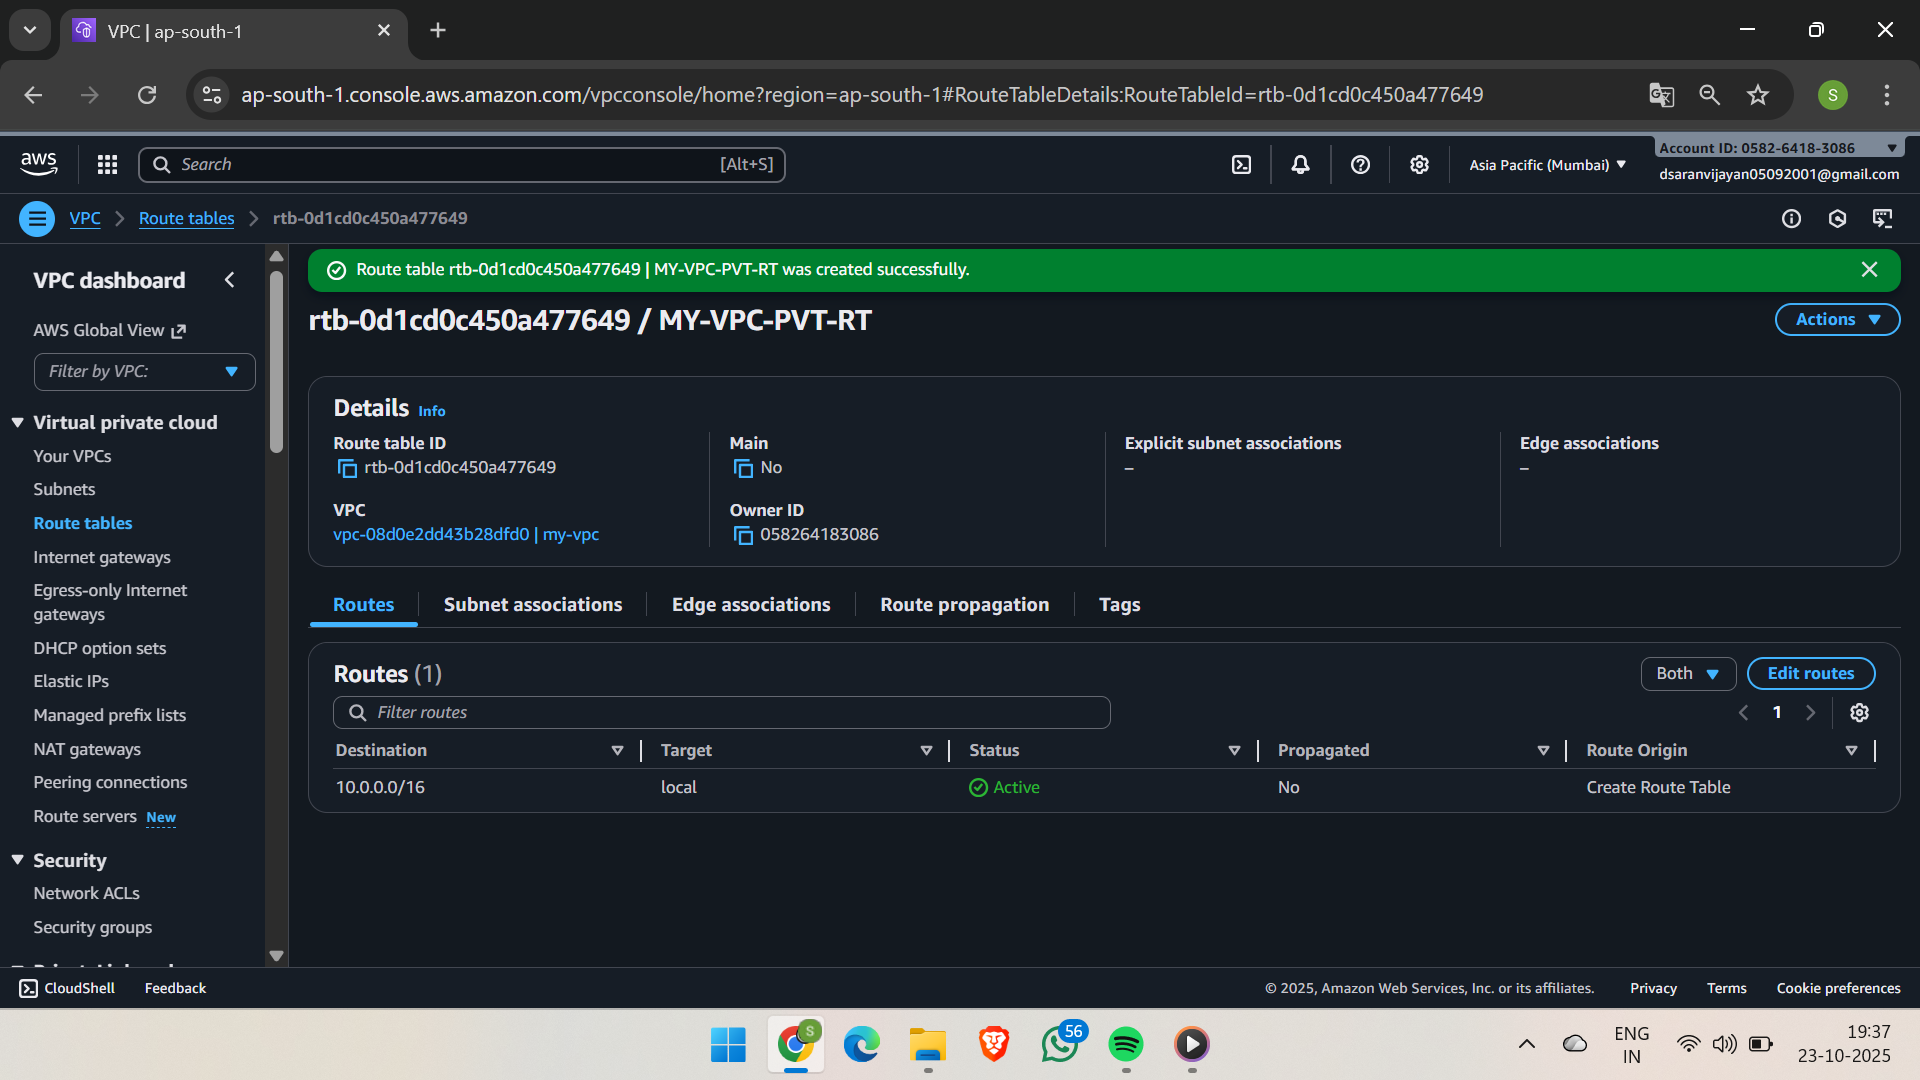 VPC | ap-south-1
ap-south-1.console.aws.amazon.com/vpcconsole/home?region=ap-south-1#RouteTableDetails:RouteTableId=rtb-0d1cd0c450a477649
S
aws
Search
[Alt+S]
Asia Pacific (Mumbai)
Account ID: 0582-6418-3086
dsaranvijayan05092001@gmail.com
VPC
Route tables
rtb-0d1cd0c450a477649
VPC dashboard
AWS Global View
Filter by VPC:
Virtual private cloud
Your VPCs
Subnets
Route tables
Internet gateways
Egress-only Internet
gateways
DHCP option sets
Elastic IPs
Managed prefix lists
NAT gateways
Peering connections
Route servers New
Security
Network ACLs
Security groups
Route table rtb-0d1cd0c450a477649 | MY-VPC-PVT-RT was created successfully.
rtb-0d1cd0c450a477649 / MY-VPC-PVT-RT
Actions
Details Info
Route table ID
rtb-0d1cd0c450a477649
Main
No
Explicit subnet associations
–
Edge associations
–
VPC
vpc-08d0e2dd43b28dfd0 | my-vpc
Owner ID
058264183086
Routes
Subnet associations
Edge associations
Route propagation
Tags
Routes (1)
Both
Edit routes
Filter routes
1
Destination
Target
Status
Propagated
Route Origin
10.0.0.0/16
local
Active
No
Create Route Table
CloudShell
Feedback
© 2025, Amazon Web Services, Inc. or its affiliates.
Privacy
Terms
Cookie preferences
S
56
ENG
IN
19:37
23-10-2025